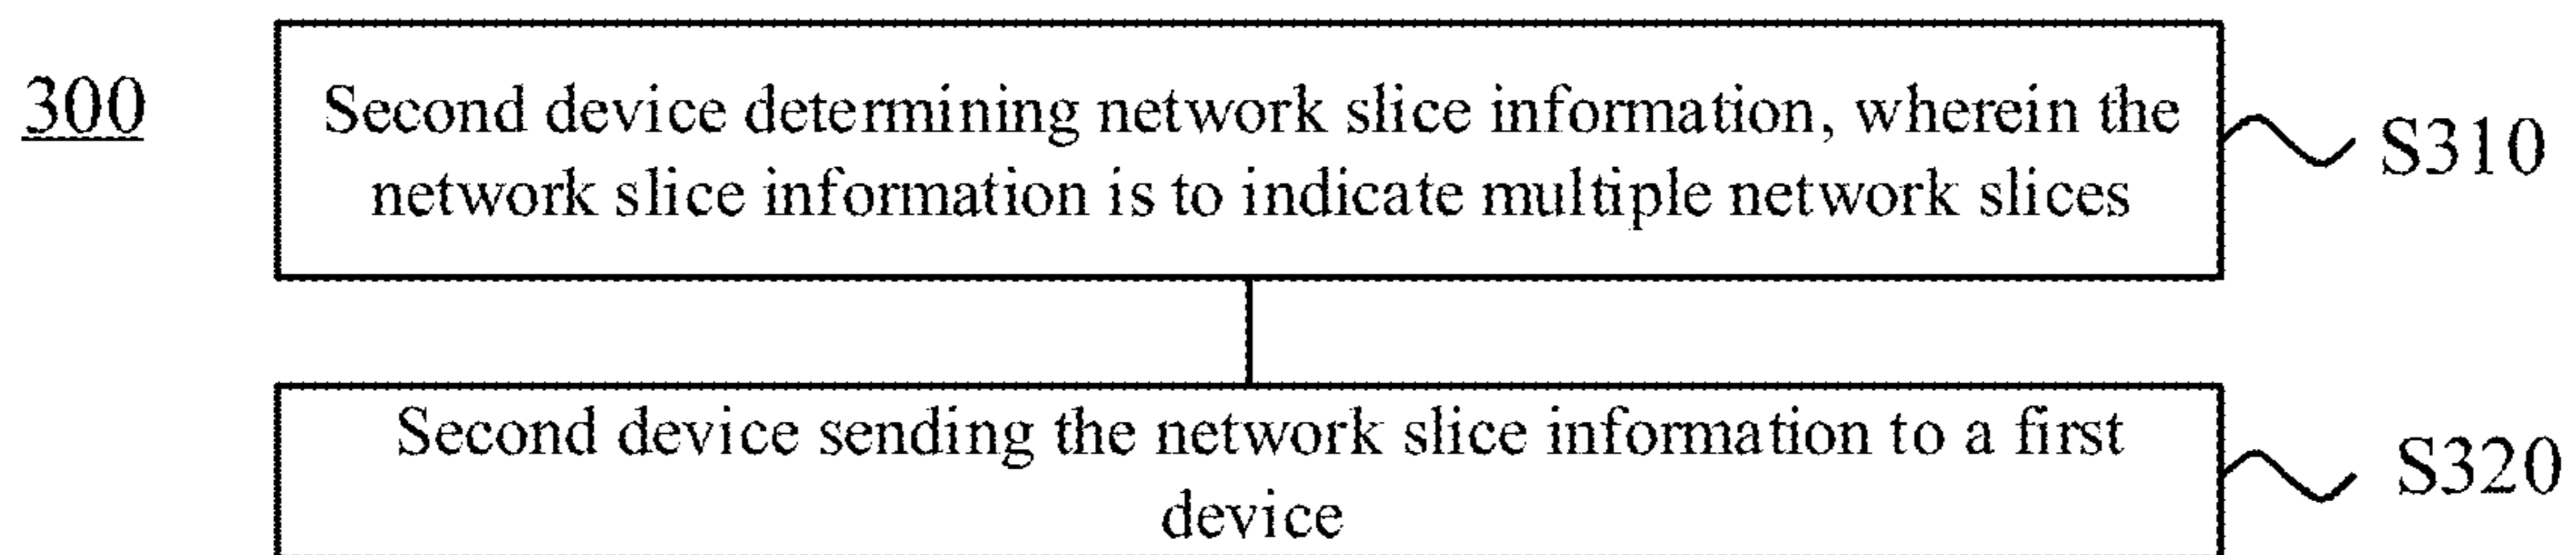 300
Second device determining network slice information, wherein the
network slice information is to indicate multiple network slices
S310
Second device sending the network slice information to a first
device
S320